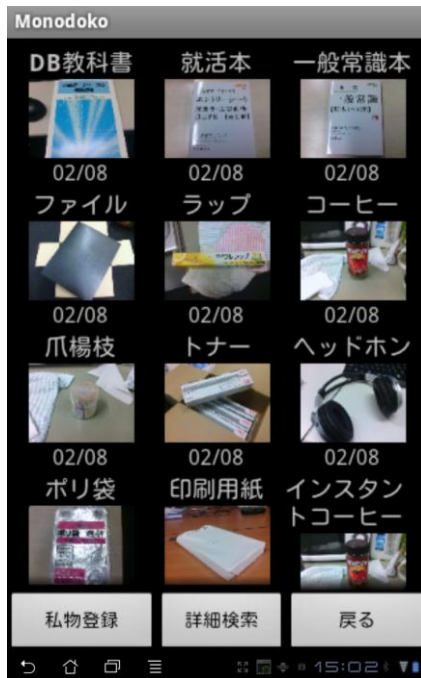 Monodoko
DB教科書 就活本 一般常識本
02/08 02/08 02/08
ファイル ラップ コーヒー
02/08 02/08 02/08
爪楊枝 トナー ヘッドホン
02/08 02/08 02/08
ポリ袋 印刷用紙 インスタン
トコーヒー
私物登録 詳細検索 戻る
15:02